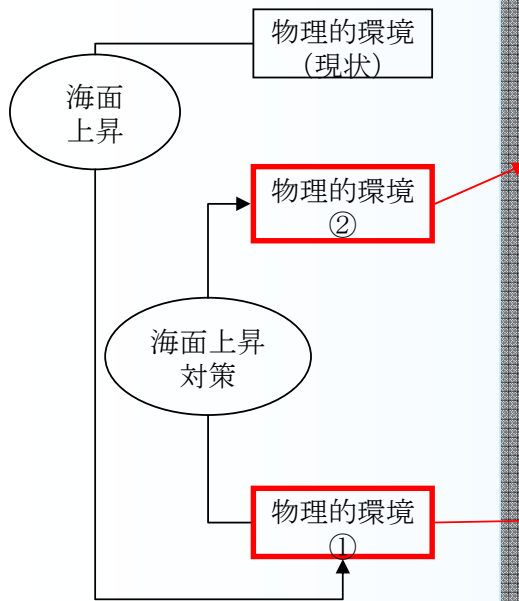 物理的環境
(現状)
海面
上昇
物理的環境
②
海面上昇
対策
物理的環境
①